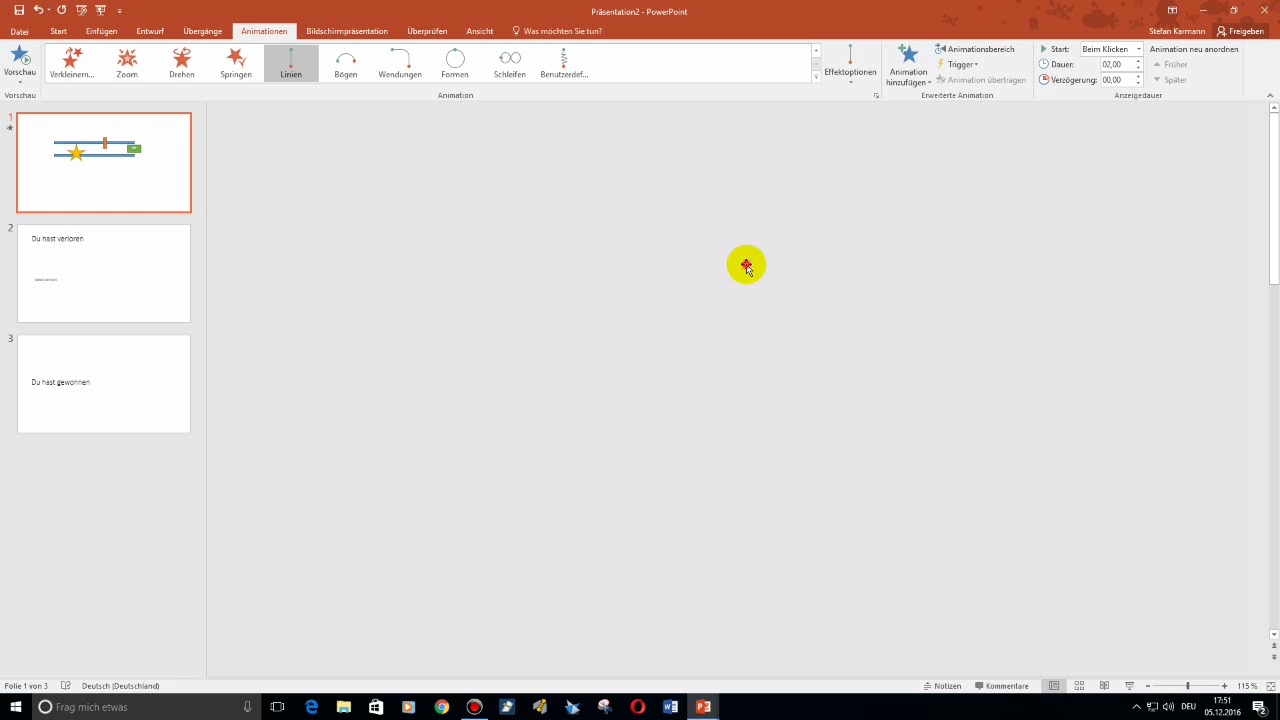 Präsentation2 - PowerPoint
Datei Start Einfügen Entwurf Übergänge Animationen Bildschirmpräsentation Überprüfen Ansicht Was möchten Sie tun? Stefan Karmann Freigeben
Vorschau
Verkleinern... Zoom Drehen Springen Linien Bögen Wendungen Formen Schleifen Benutzerdef...
Effektoptionen
Animation hinzufügen
Animationsbereich
Trigger
Animation übertragen
Start: Beim Klicken
Dauer: 02,00
Verzögerung: 00,00
Animation neu anordnen
Früher
Später
Vorschau Animation Erweiterte Animation Anzeigedauer
1
2
Du hast verloren
3
Du hast gewonnen
Folie 1 von 3 Deutsch (Deutschland) Notizen Kommentare 115 %
Frag mich etwas
DEU
17:51
05.12.2016
2